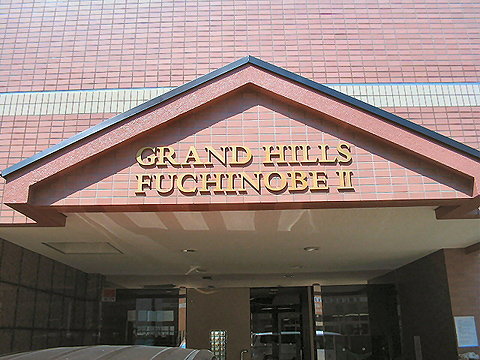 GRAND HILLS
FUCHINOBE II